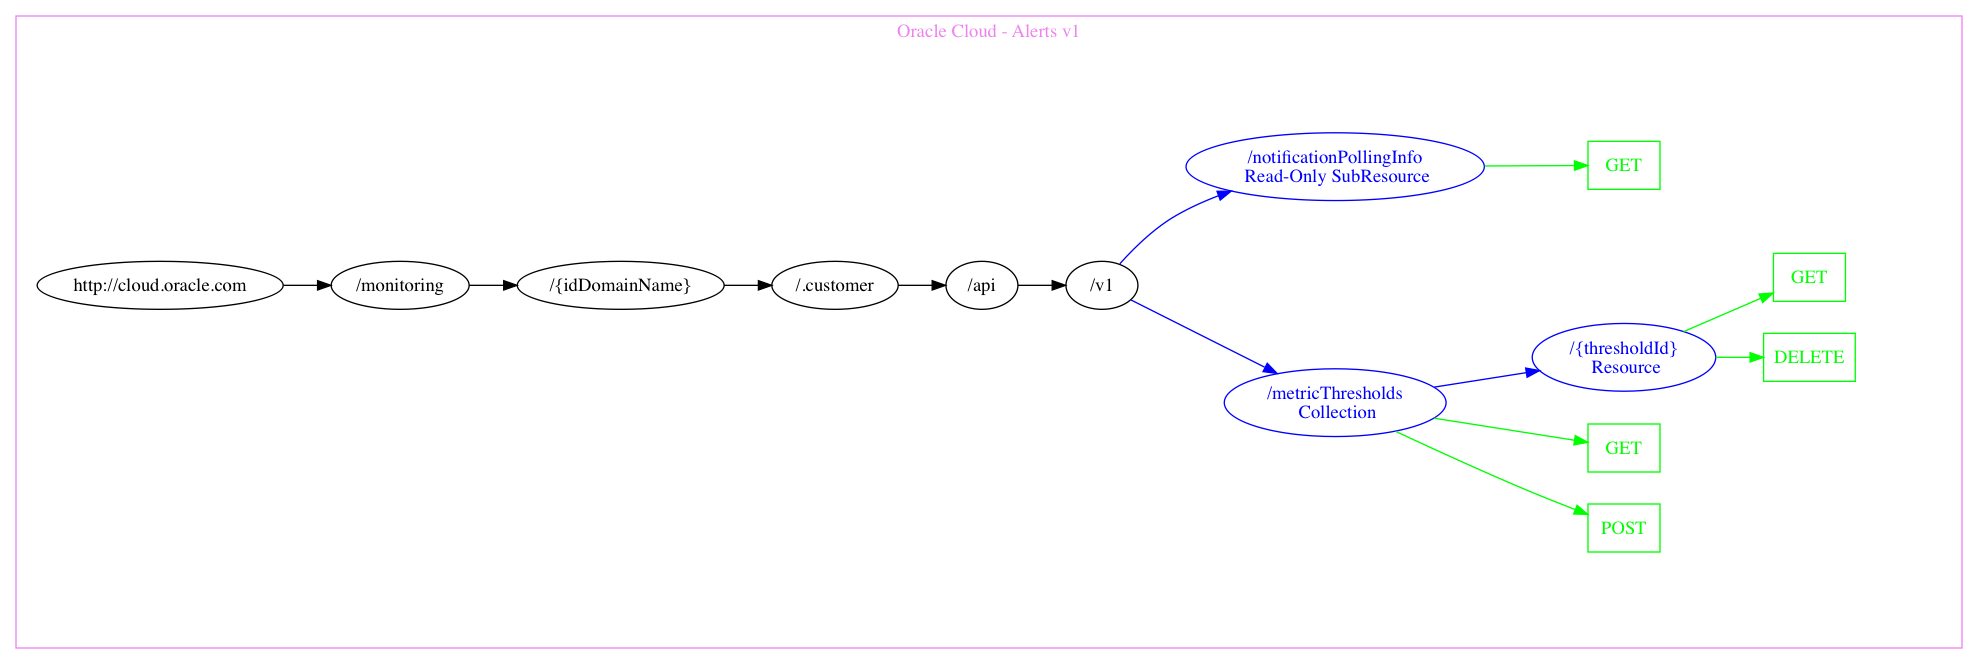 Oracle Cloud - Alerts v1
http://cloud.oracle.com
/monitoring
/{idDomainName}
/.customer
/api
/v1
/notificationPollingInfo
Read-Only SubResource
GET
/metricThresholds
Collection
/{thresholdId}
Resource
GET
DELETE
GET
POST